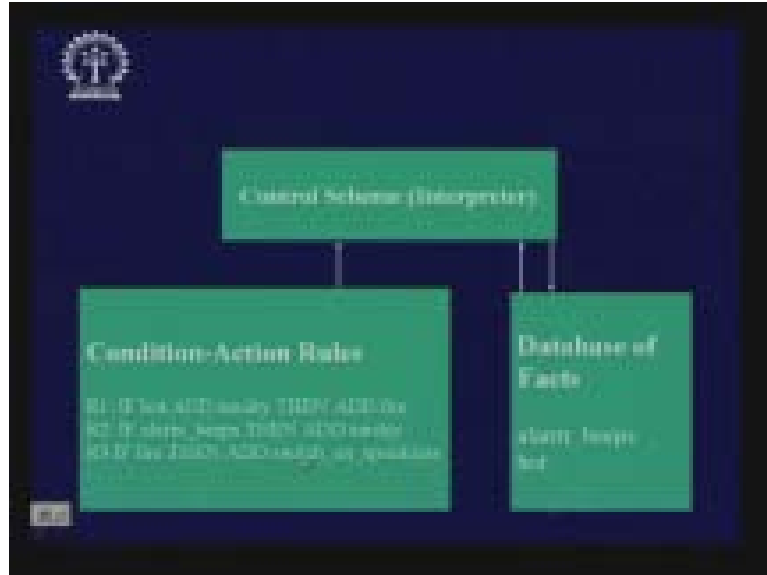 Control Scheme (Interpreter)
Condition-Action Rules
R1: IF hot AND smoky THEN ADD fire
R2: IF alarm_beeps THEN ADD smoky
R3 IF fire THEN ADD switch_on_sprinklers
Database of
Facts
alarm_beeps
hot